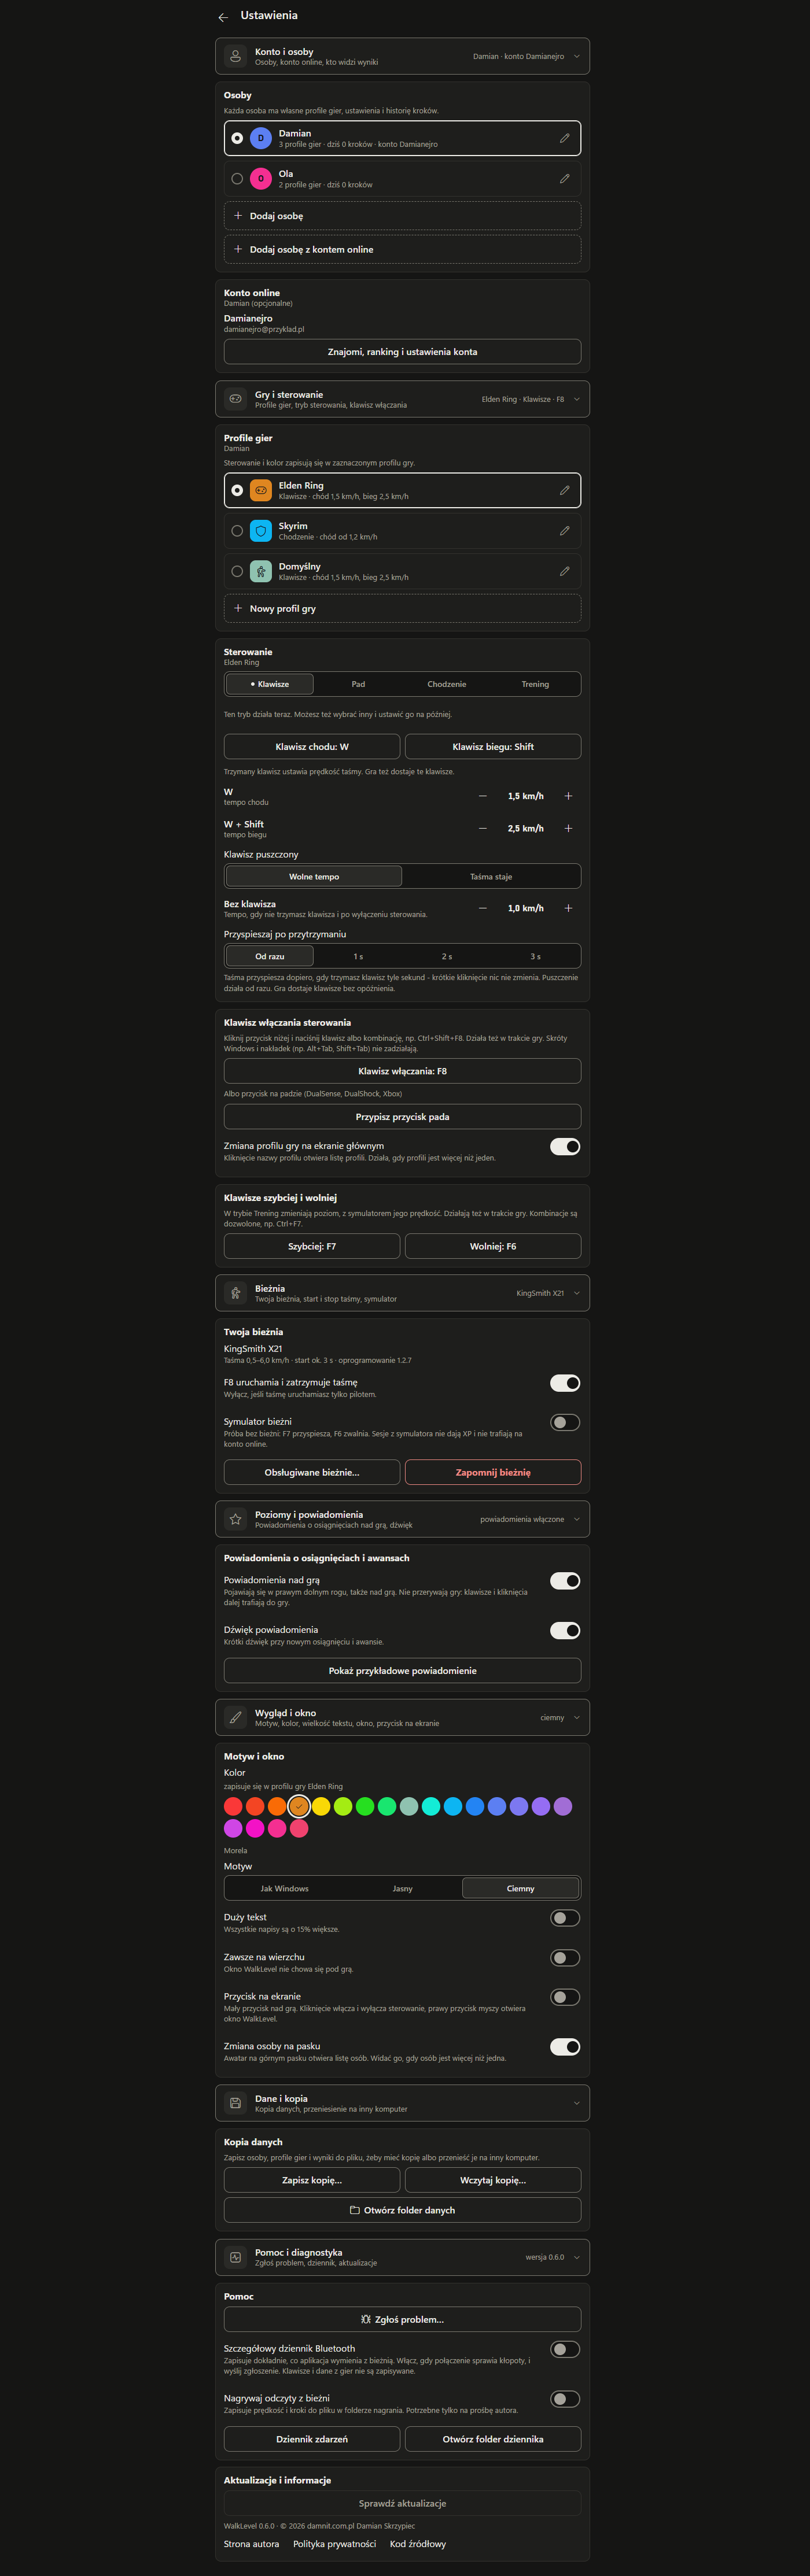 Ustawienia
Konto i osoby
Osoby, konto online, kto widzi wyniki
Damian · konto Damianejro
Osoby
Każda osoba ma własne profile gier, ustawienia i historię kroków.
D
Damian
3 profile gier · dziś 0 kroków · konto Damianejro
O
Ola
2 profile gier · dziś 0 kroków
Dodaj osobę
Dodaj osobę z kontem online
Konto online
Damian (opcjonalne)
Damianejro
damianejro@przyklad.pl
Znajomi, ranking i ustawienia konta
Gry i sterowanie
Profile gier, tryb sterowania, klawisz włączania
Elden Ring · Klawisze · F8
Profile gier
Damian
Sterowanie i kolor zapisują się w zaznaczonym profilu gry.
Elden Ring
Klawisze · chód 1,5 km/h, bieg 2,5 km/h
Skyrim
Chodzenie · chód od 1,2 km/h
Domyślny
Klawisze · chód 1,5 km/h, bieg 2,5 km/h
Nowy profil gry
Sterowanie
Elden Ring
• Klawisze Pad Chodzenie Trening
Ten tryb działa teraz. Możesz też wybrać inny i ustawić go na później.
Klawisz chodu: W Klawisz biegu: Shift
Trzymany klawisz ustawia prędkość taśmy. Gra też dostaje te klawisze.
W
tempo chodu
1,5 km/h
W + Shift
tempo biegu
2,5 km/h
Klawisz puszczony
Wolne tempo Taśma staje
Bez klawisza
Tempo, gdy nie trzymasz klawisza i po wyłączeniu sterowania.
1,0 km/h
Przyspieszaj po przytrzymaniu
Od razu 1 s 2 s 3 s
Taśma przyspiesza dopiero, gdy trzymasz klawisz tyle sekund - krótkie kliknięcie nic nie zmienia. Puszczenie
działa od razu. Gra dostaje klawisze bez opóźnienia.
Klawisz włączania sterowania
Kliknij przycisk niżej i naciśnij klawisz albo kombinację, np. Ctrl+Shift+F8. Działa też w trakcie gry. Skróty
Windows i nakładek (np. Alt+Tab, Shift+Tab) nie zadziałają.
Klawisz włączania: F8
Albo przycisk na padzie (DualSense, DualShock, Xbox)
Przypisz przycisk pada
Zmiana profilu gry na ekranie głównym
Kliknięcie nazwy profilu otwiera listę profili. Działa, gdy profili jest więcej niż jeden.
Klawisze szybciej i wolniej
W trybie Trening zmieniają poziom, z symulatorem jego prędkość. Działają też w trakcie gry. Kombinacje są
dozwolone, np. Ctrl+F7.
Szybciej: F7 Wolniej: F6
Bieżnia
Twoja bieżnia, start i stop taśmy, symulator
KingSmith X21
Twoja bieżnia
KingSmith X21
Taśma 0,5–6,0 km/h · start ok. 3 s · oprogramowanie 1.2.7
F8 uruchamia i zatrzymuje taśmę
Wyłącz, jeśli taśmę uruchamiasz tylko pilotem.
Symulator bieżni
Próba bez bieżni: F7 przyspiesza, F6 zwalnia. Sesje z symulatora nie dają XP i nie trafiają na
konto online.
Obsługiwane bieżnie... Zapomnij bieżnię
Poziomy i powiadomienia
Powiadomienia o osiągnięciach nad grą, dźwięk
powiadomienia włączone
Powiadomienia o osiągnięciach i awansach
Powiadomienia nad grą
Pojawiają się w prawym dolnym rogu, także nad grą. Nie przerywają gry: klawisze i kliknięcia
dalej trafiają do gry.
Dźwięk powiadomienia
Krótki dźwięk przy nowym osiągnięciu i awansie.
Pokaż przykładowe powiadomienie
Wygląd i okno
Motyw, kolor, wielkość tekstu, okno, przycisk na ekranie
ciemny
Motyw i okno
Kolor
zapisuje się w profilu gry Elden Ring
Morela
Motyw
Jak Windows Jasny Ciemny
Duży tekst
Wszystkie napisy są o 15% większe.
Zawsze na wierzchu
Okno WalkLevel nie chowa się pod grą.
Przycisk na ekranie
Mały przycisk nad grą. Kliknięcie włącza i wyłącza sterowanie, prawy przycisk myszy otwiera
okno WalkLevel.
Zmiana osoby na pasku
Awatar na górnym pasku otwiera listę osób. Widać go, gdy osób jest więcej niż jedna.
Dane i kopia
Kopia danych, przeniesienie na inny komputer
Kopia danych
Zapisz osoby, profile gier i wyniki do pliku, żeby mieć kopię albo przenieść je na inny komputer.
Zapisz kopię... Wczytaj kopię...
Otwórz folder danych
Pomoc i diagnostyka
Zgłoś problem, dziennik, aktualizacje
wersja 0.6.0
Pomoc
Zgłoś problem...
Szczegółowy dziennik Bluetooth
Zapisuje dokładnie, co aplikacja wymienia z bieżnią. Włącz, gdy połączenie sprawia kłopoty, i
wyślij zgłoszenie. Klawisze i dane z gier nie są zapisywane.
Nagrywaj odczyty z bieżni
Zapisuje prędkość i kroki do pliku w folderze nagrania. Potrzebne tylko na prośbę autora.
Dziennik zdarzeń Otwórz folder dziennika
Aktualizacje i informacje
Sprawdź aktualizacje
WalkLevel 0.6.0 · © 2026 damnit.com.pl Damian Skrzypiec
Strona autora Polityka prywatności Kod źródłowy